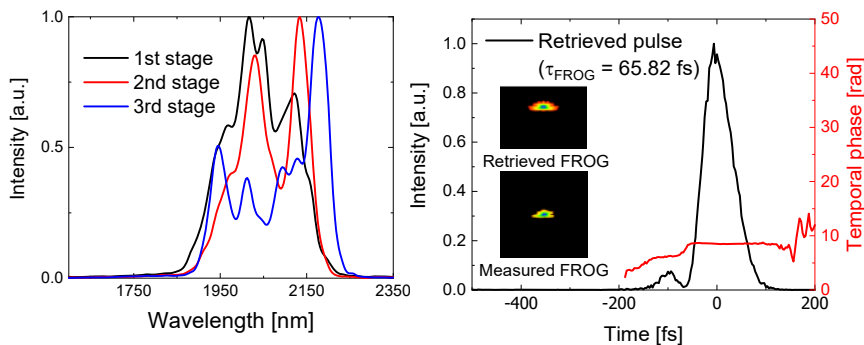 1.0
0.5
0.0
Intensity [a.u.]
1st stage
2nd stage
3rd stage
1750
1950
2150
2350
Wavelength [nm]
1.0
0.8
0.6
0.4
0.2
0.0
Intensity [a.u.]
Retrieved pulse
(τFROG = 65.82 fs)
Retrieved FROG
Measured FROG
-400
-200
0
200
Time [fs]
50
40
30
20
10
0
Temporal phase [rad]